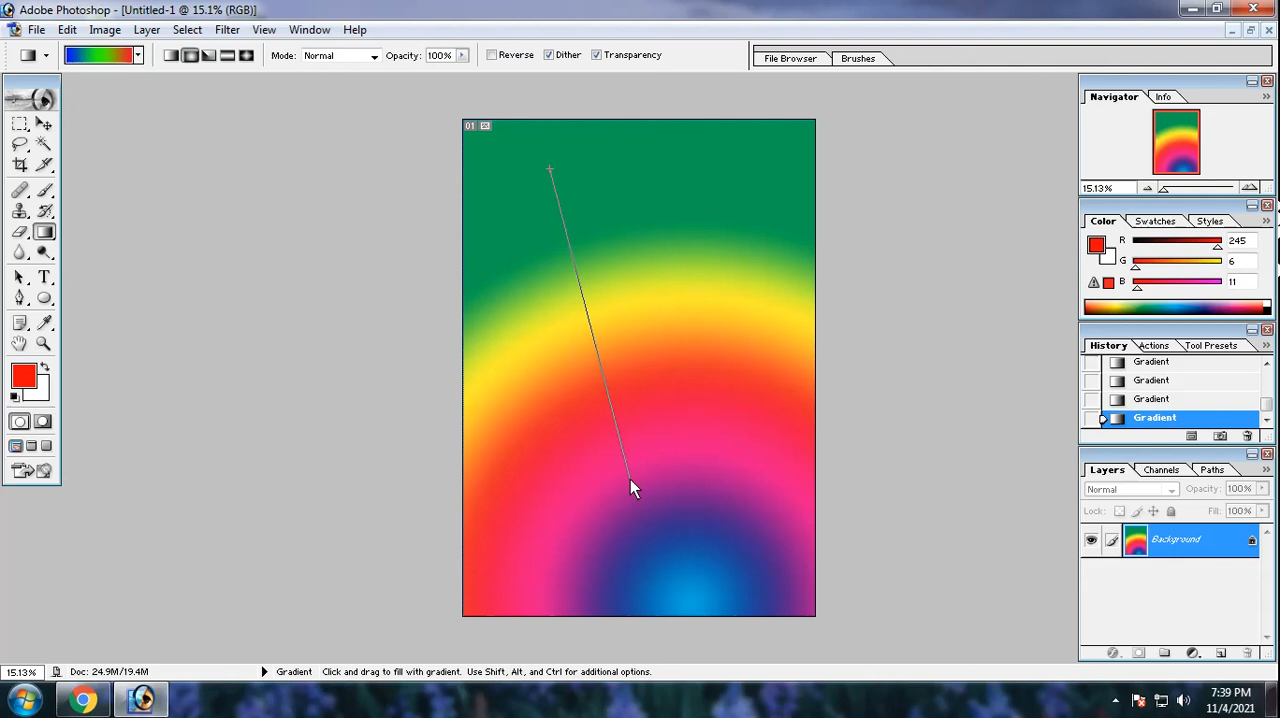 Adobe Photoshop - [Untitled-1 @ 15.1% (RGB)]
File Edit Image Layer Select Filter View Window Help
Mode: Normal Opacity: 100% Reverse Dither Transparency File Browser Brushes
01
Navigator Info
15.13%
Color Swatches Styles
R 245
G 6
B 11
History Actions Tool Presets
Gradient
Gradient
Gradient
Gradient
Layers Channels Paths
Normal Opacity: 100%
Lock: Fill: 100%
Background
T
15.13% Doc: 24.9M/19.4M Gradient Click and drag to fill with gradient. Use Shift, Alt, and Ctrl for additional options.
7:39 PM
11/4/2021